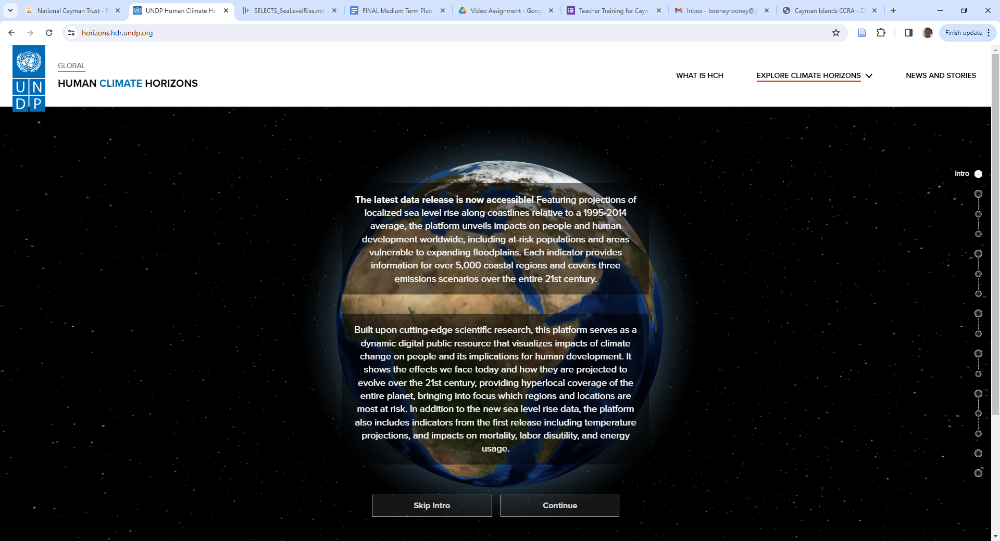 National Cayman Trust - P
UNDP Human Climate Ho
SELECTS_SeaLevelRise.mp
FINAL Medium Term Plan
Video Assignment - Goog
Teacher Training for Caym
Inbox - booneyrooney@g
Cayman Islands CCRA - D
horizons.hdr.undp.org
Finish update
UN
DP
GLOBAL
HUMAN CLIMATE HORIZONS
WHAT IS HCH
EXPLORE CLIMATE HORIZONS
NEWS AND STORIES
Intro
The latest data release is now accessible! Featuring projections of
localized sea level rise along coastlines relative to a 1995-2014
average, the platform unveils impacts on people and human
development worldwide, including at-risk populations and areas
vulnerable to expanding floodplains. Each indicator provides
information for over 5,000 coastal regions and covers three
emissions scenarios over the entire 21st century.
Built upon cutting-edge scientific research, this platform serves as a
dynamic digital public resource that visualizes impacts of climate
change on people and its implications for human development. It
shows the effects we face today and how they are projected to
evolve over the 21st century, providing hyperlocal coverage of the
entire planet, bringing into focus which regions and locations are
most at risk. In addition to the new sea level rise data, the platform
also includes indicators from the first release including temperature
projections, and impacts on mortality, labor disutility, and energy
usage.
Skip Intro
Continue